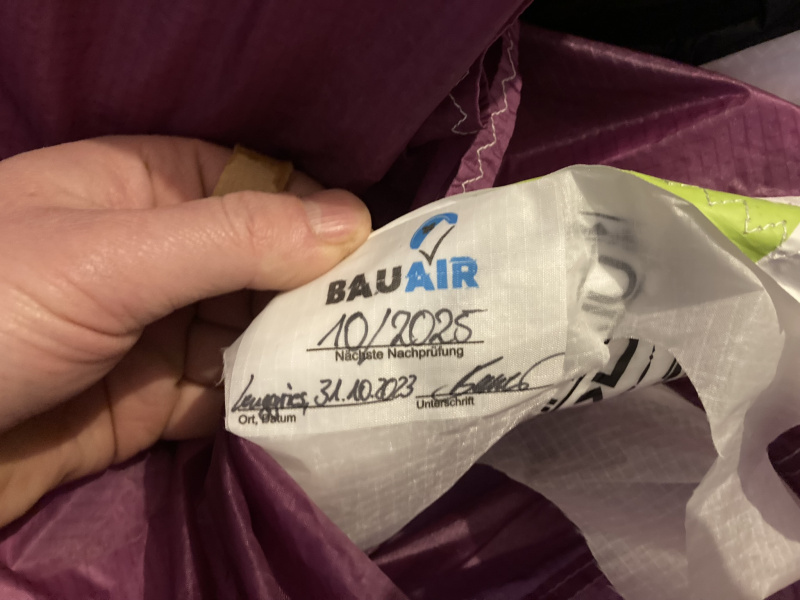 BAUAIR
10/2025
Nächste Nachprüfung
Lenggries, 31.10.2023
Ort, Datum
Unterschrift